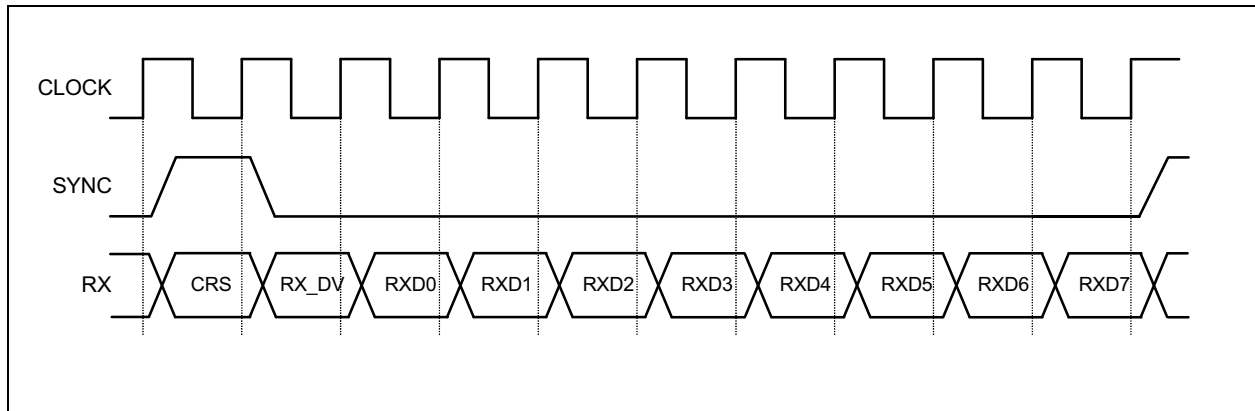 CLOCK
SYNC
RX CRS RX_DV RXD0 RXD1 RXD2 RXD3 RXD4 RXD5 RXD6 RXD7